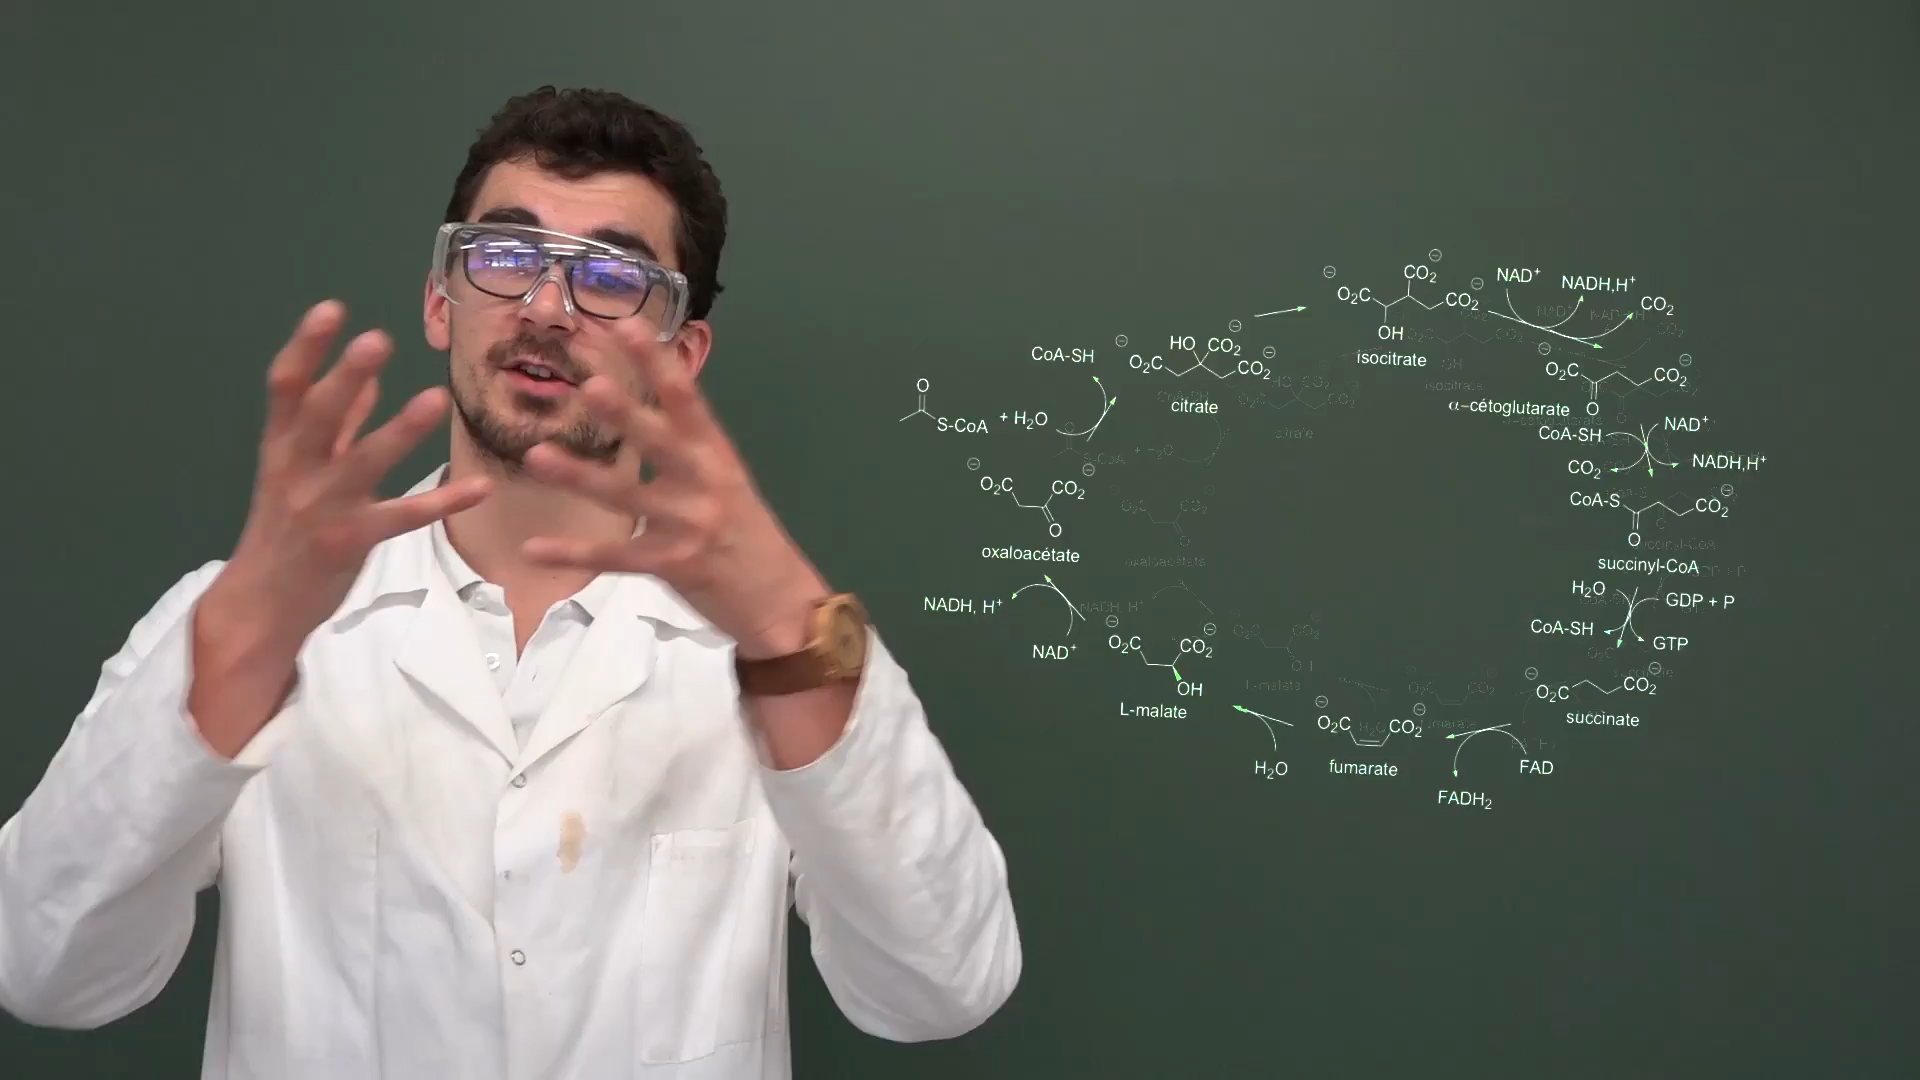 CO₂⊖
⊖O₂C
CO₂⊖
OH
isocitrate
NAD⁺
NADH,H⁺
CO₂
HO CO₂⊖
⊖O₂C
CO₂⊖
citrate
CoA-SH
O
S-CoA
+ H₂O
⊖O₂C
CO₂⊖
O
α–cétoglutarate
CoA-SH
NAD⁺
CO₂
NADH,H⁺
CoA-S
CO₂⊖
O
succinyl-CoA
⊖O₂C
CO₂⊖
O
oxaloacétate
H₂O
GDP + P
CoA-SH
GTP
NADH, H⁺
NAD⁺
⊖O₂C
CO₂⊖
OH
L-malate
⊖O₂C
CO₂⊖
succinate
⊖O₂C
CO₂⊖
fumarate
H₂O
FAD
FADH₂